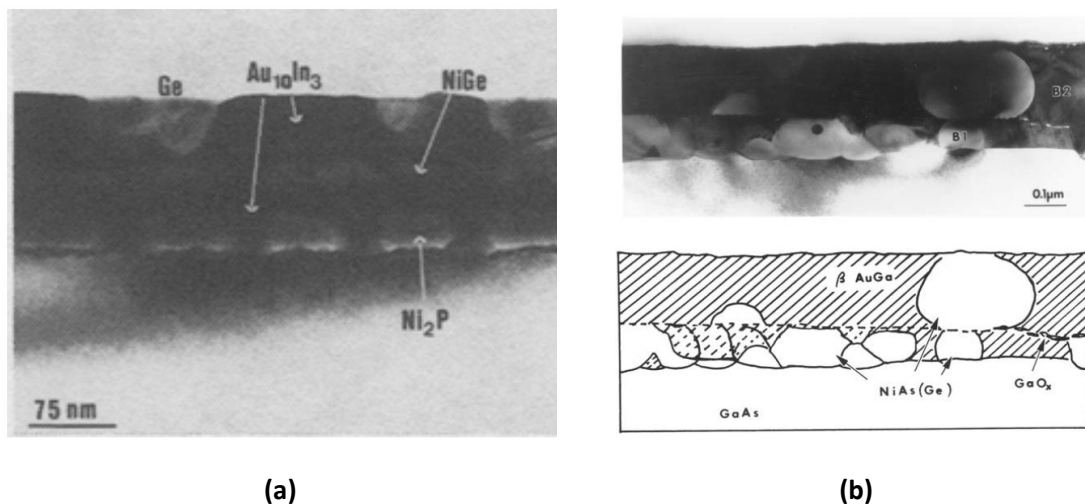 Ge
Au₁₀In₃
NiGe
Ni₂P
75 nm
B2
B1
0.1µm
β AuGa
NiAs(Ge)
GaOₓ
GaAs
(a)
(b)